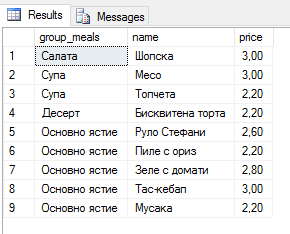 Results Messages
group_meals name price
1 Салата Шопска 3,00
2 Супа Месо 3,00
3 Супа Топчета 2,20
4 Десерт Бисквитена торта 2,20
5 Основно ястие Руло Стефани 2,60
6 Основно ястие Пиле с ориз 2,20
7 Основно ястие Зеле с домати 2,80
8 Основно ястие Тас-кебап 3,00
9 Основно ястие Мусака 2,20